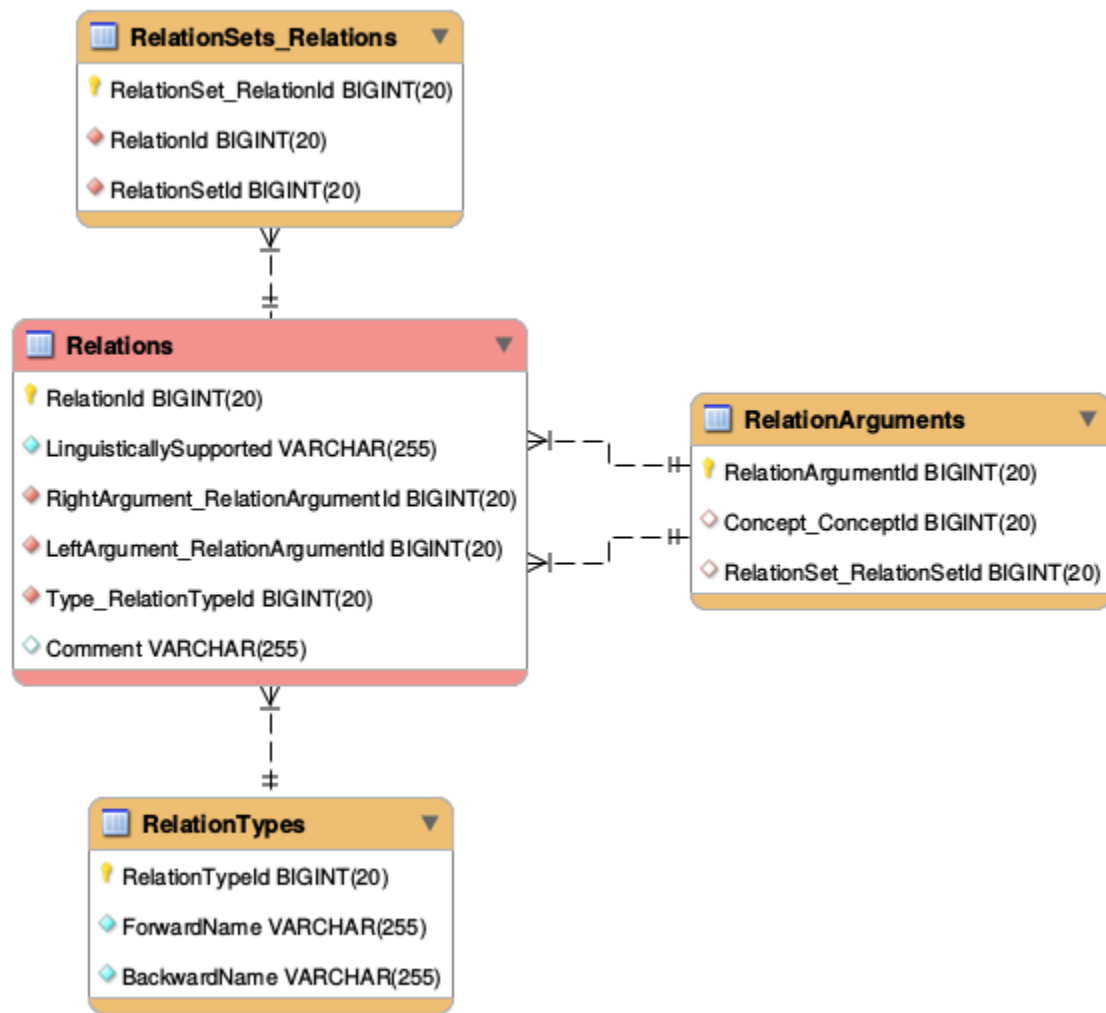 RelationSets_Relations
RelationSet_RelationId BIGINT(20)
RelationId BIGINT(20)
RelationSetId BIGINT(20)
Relations
RelationId BIGINT(20)
LinguisticallySupported VARCHAR(255)
RightArgument_RelationArgumentId BIGINT(20)
LeftArgument_RelationArgumentId BIGINT(20)
Type_RelationTypeId BIGINT(20)
Comment VARCHAR(255)
RelationArguments
RelationArgumentId BIGINT(20)
Concept_ConceptId BIGINT(20)
RelationSet_RelationSetId BIGINT(20)
RelationTypes
RelationTypeId BIGINT(20)
ForwardName VARCHAR(255)
BackwardName VARCHAR(255)